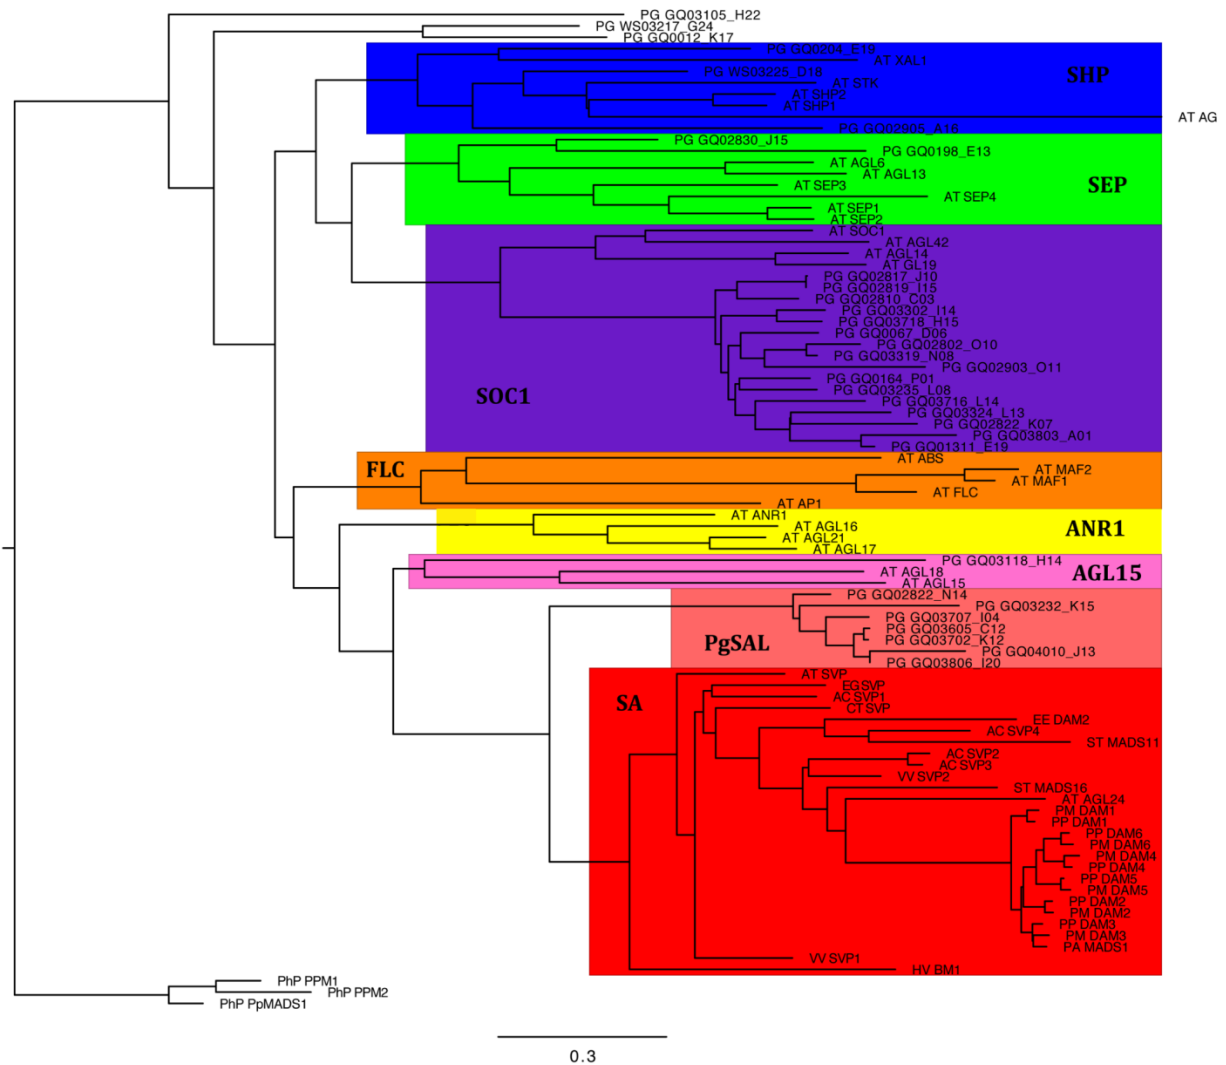 PG GQ03105_H22
PG WS03217_G24
PG GQ0012_K17
PG GQ0204_E19
AT XAL1
SHP
PG WS03225_D18
AT STK
AT SHP2
AT SHP1
AT AG
PG GQ02905_A16
PG GQ02830_J15
PG GQ0198_E13
AT AGL6
AT AGL13
SEP
AT SEP3
AT SEP4
AT SEP1
AT SEP2
AT SOC1
AT AGL42
AT AGL14
AT GL19
PG GQ02817_J10
PG GQ02819_I15
PG GQ02810_C03
PG GQ03302_I14
PG GQ03718_H15
PG GQ0067_D06
PG GQ02802_O10
PG GQ03319_N08
PG GQ02903_O11
PG GQ0164_P01
PG GQ03235_L08
SOC1
PG GQ03716_L14
PG GQ03324_L13
PG GQ02822_K07
PG GQ03803_A01
PG GQ01311_E19
AT ABS
FLC
AT MAF2
AT MAF1
AT FLC
AT AP1
AT ANR1
AT AGL16
ANR1
AT AGL21
AT AGL17
PG GQ03118_H14
AT AGL18
AGL15
AT AGL15
PG GQ02822_N14
PG GQ03232_K15
PG GQ03707_I04
PG GQ03605_C12
PG GQ03702_K12
PgSAL
PG GQ04010_J13
PG GQ03806_I20
AT SVP
EG SVP
AC SVP1
SA
CT SVP
EE DAM2
AC SVP4
ST MADS11
AC SVP2
AC SVP3
VV SVP2
ST MADS16
AT AGL24
PM DAM1
PP DAM1
PP DAM6
PM DAM6
PM DAM4
PP DAM4
PP DAM5
PM DAM5
PP DAM2
PM DAM2
PP DAM3
PM DAM3
PA MADS1
VV SVP1
HV BM1
PhP PPM1
PhP PPM2
PhP PpMADS1
0.3